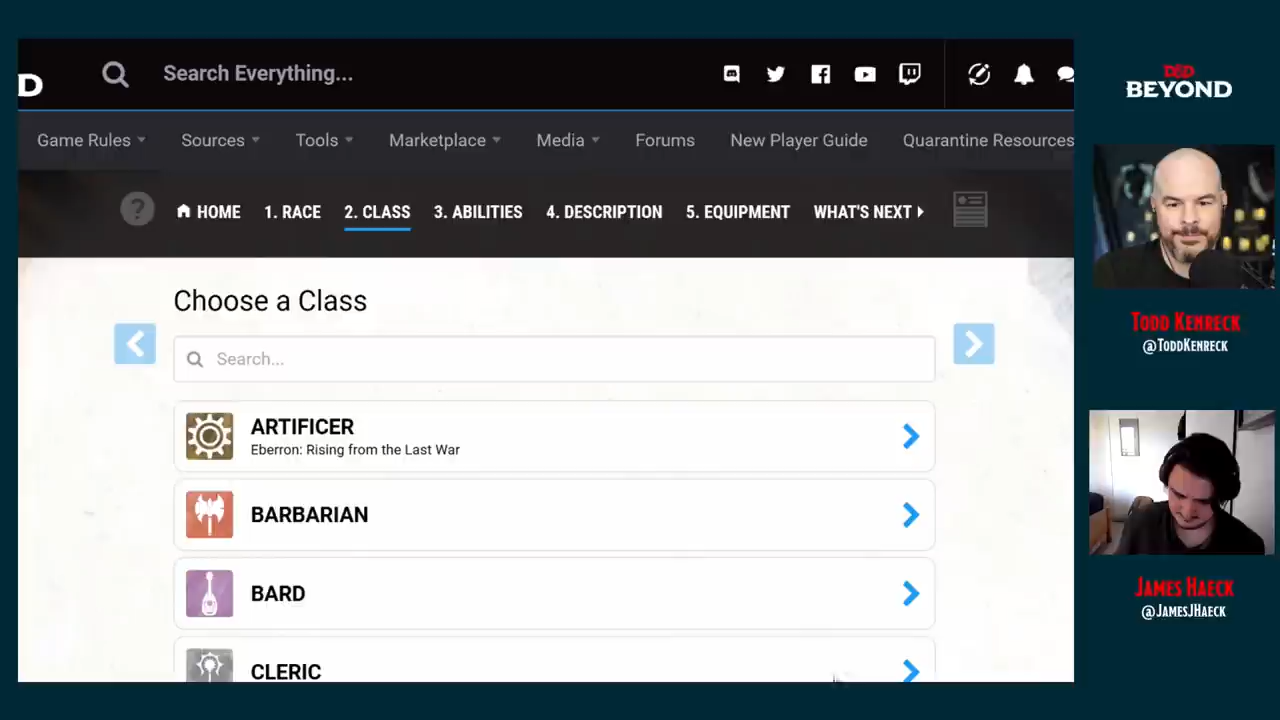 D
Search Everything...
Game Rules
Sources
Tools
Marketplace
Media
Forums
New Player Guide
Quarantine Resources
?
HOME
1. RACE
2. CLASS
3. ABILITIES
4. DESCRIPTION
5. EQUIPMENT
WHAT'S NEXT
Choose a Class
Search...
ARTIFICER
Eberron: Rising from the Last War
BARBARIAN
BARD
CLERIC
D&D
BEYOND
TODD KENRECK
@TODDKENRECK
JAMES HAECK
@JAMESJHAECK